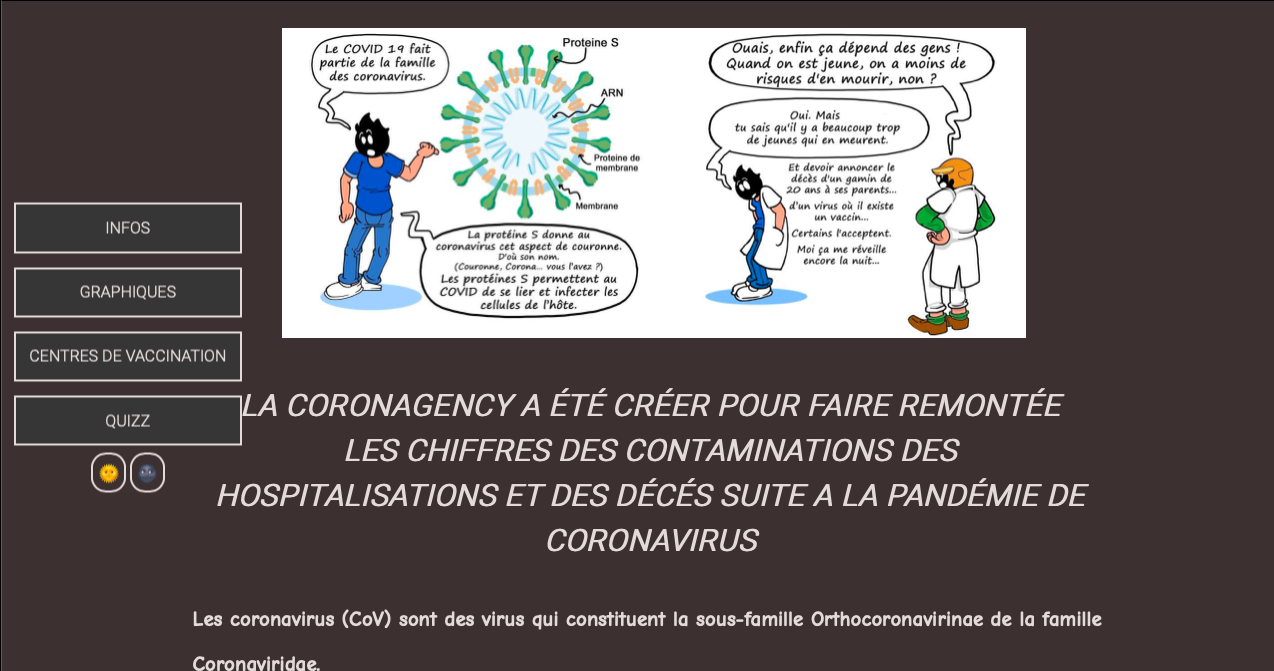 Le COVID 19 fait
partie de la famille
des coronavirus.
Proteine S
ARN
Proteine de
membrane
Membrane
La protéine S donne au
coronavirus cet aspect de couronne.
D'où son nom.
(Couronne, Corona... vous l'avez ?)
Les protéines S permettent au
COVID de se lier et infecter les
cellules de l'hôte.
Ouais, enfin ça dépend des gens !
Quand on est jeune, on a moins de
risques d'en mourir, non ?
Oui. Mais
tu sais qu'il y a beaucoup trop
de jeunes qui en meurent.
Et devoir annoncer le
décès d'un gamin de
20 ans à ses parents...
d'un virus où il existe
un vaccin...
Certains l'acceptent.
Moi ça me réveille
encore la nuit...
INFOS
GRAPHIQUES
CENTRES DE VACCINATION
QUIZZ
LA CORONAGENCY A ÉTÉ CRÉER POUR FAIRE REMONTÉE
LES CHIFFRES DES CONTAMINATIONS DES
HOSPITALISATIONS ET DES DÉCÉS SUITE A LA PANDÉMIE DE
CORONAVIRUS
Les coronavirus (CoV) sont des virus qui constituent la sous-famille Orthocoronavirinae de la famille
Coronaviridae.